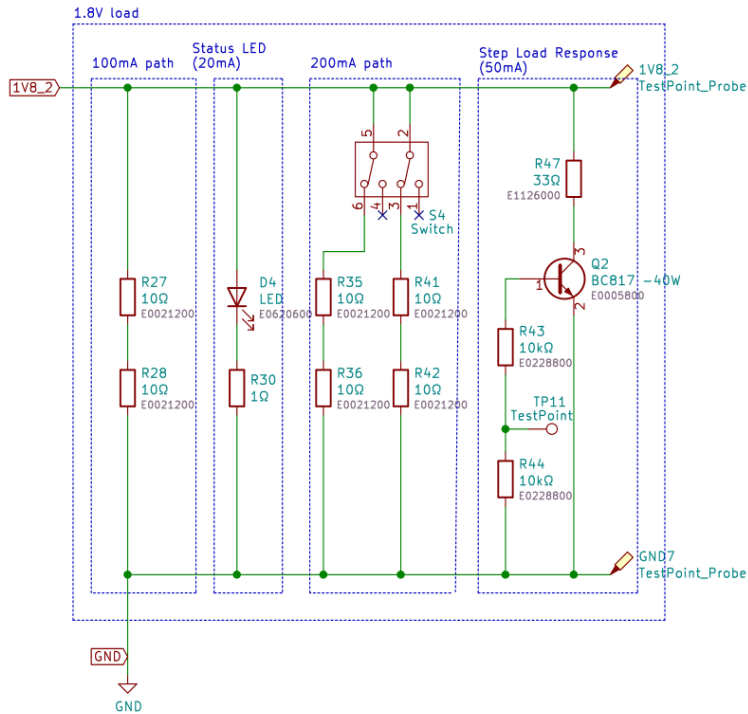 1.8V load
100mA path
Status LED
(20mA)
200mA path
Step Load Response
(50mA)
1V8_2
1V8_2
TestPoint_Probe
5
2
6
4
3
1
S4
Switch
R47
33Ω
E1126000
3
Q2
BC817 -40W
E0005800
1
2
R27
10Ω
E0021200
D4
LED
E0620600
R35
10Ω
E0021200
R41
10Ω
E0021200
R43
10kΩ
E0228800
R28
10Ω
E0021200
R30
1Ω
R36
10Ω
E0021200
R42
10Ω
E0021200
TP11
TestPoint
R44
10kΩ
E0228800
GND7
TestPoint_Probe
GND
GND